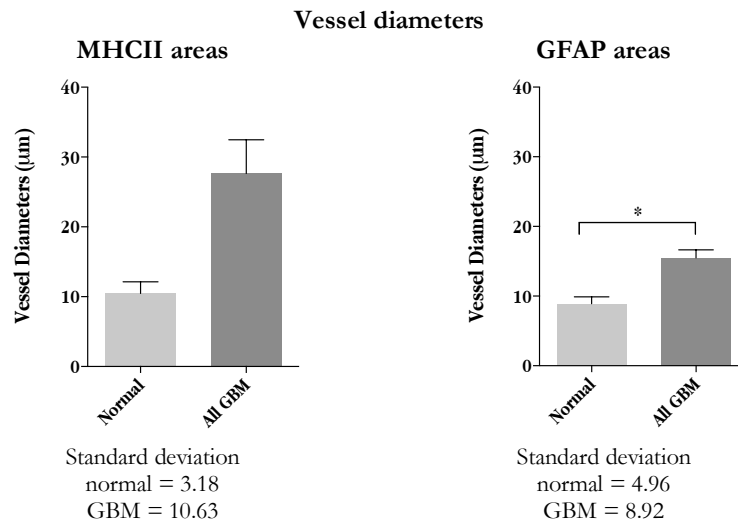 Vessel diameters
MHCII areas
Vessel Diameters (µm)
40
30
20
10
0
Normal
All GBM
Standard deviation
normal = 3.18
GBM = 10.63
GFAP areas
Vessel Diameters (µm)
40
30
20
10
0
*
Normal
All GBM
Standard deviation
normal = 4.96
GBM = 8.92